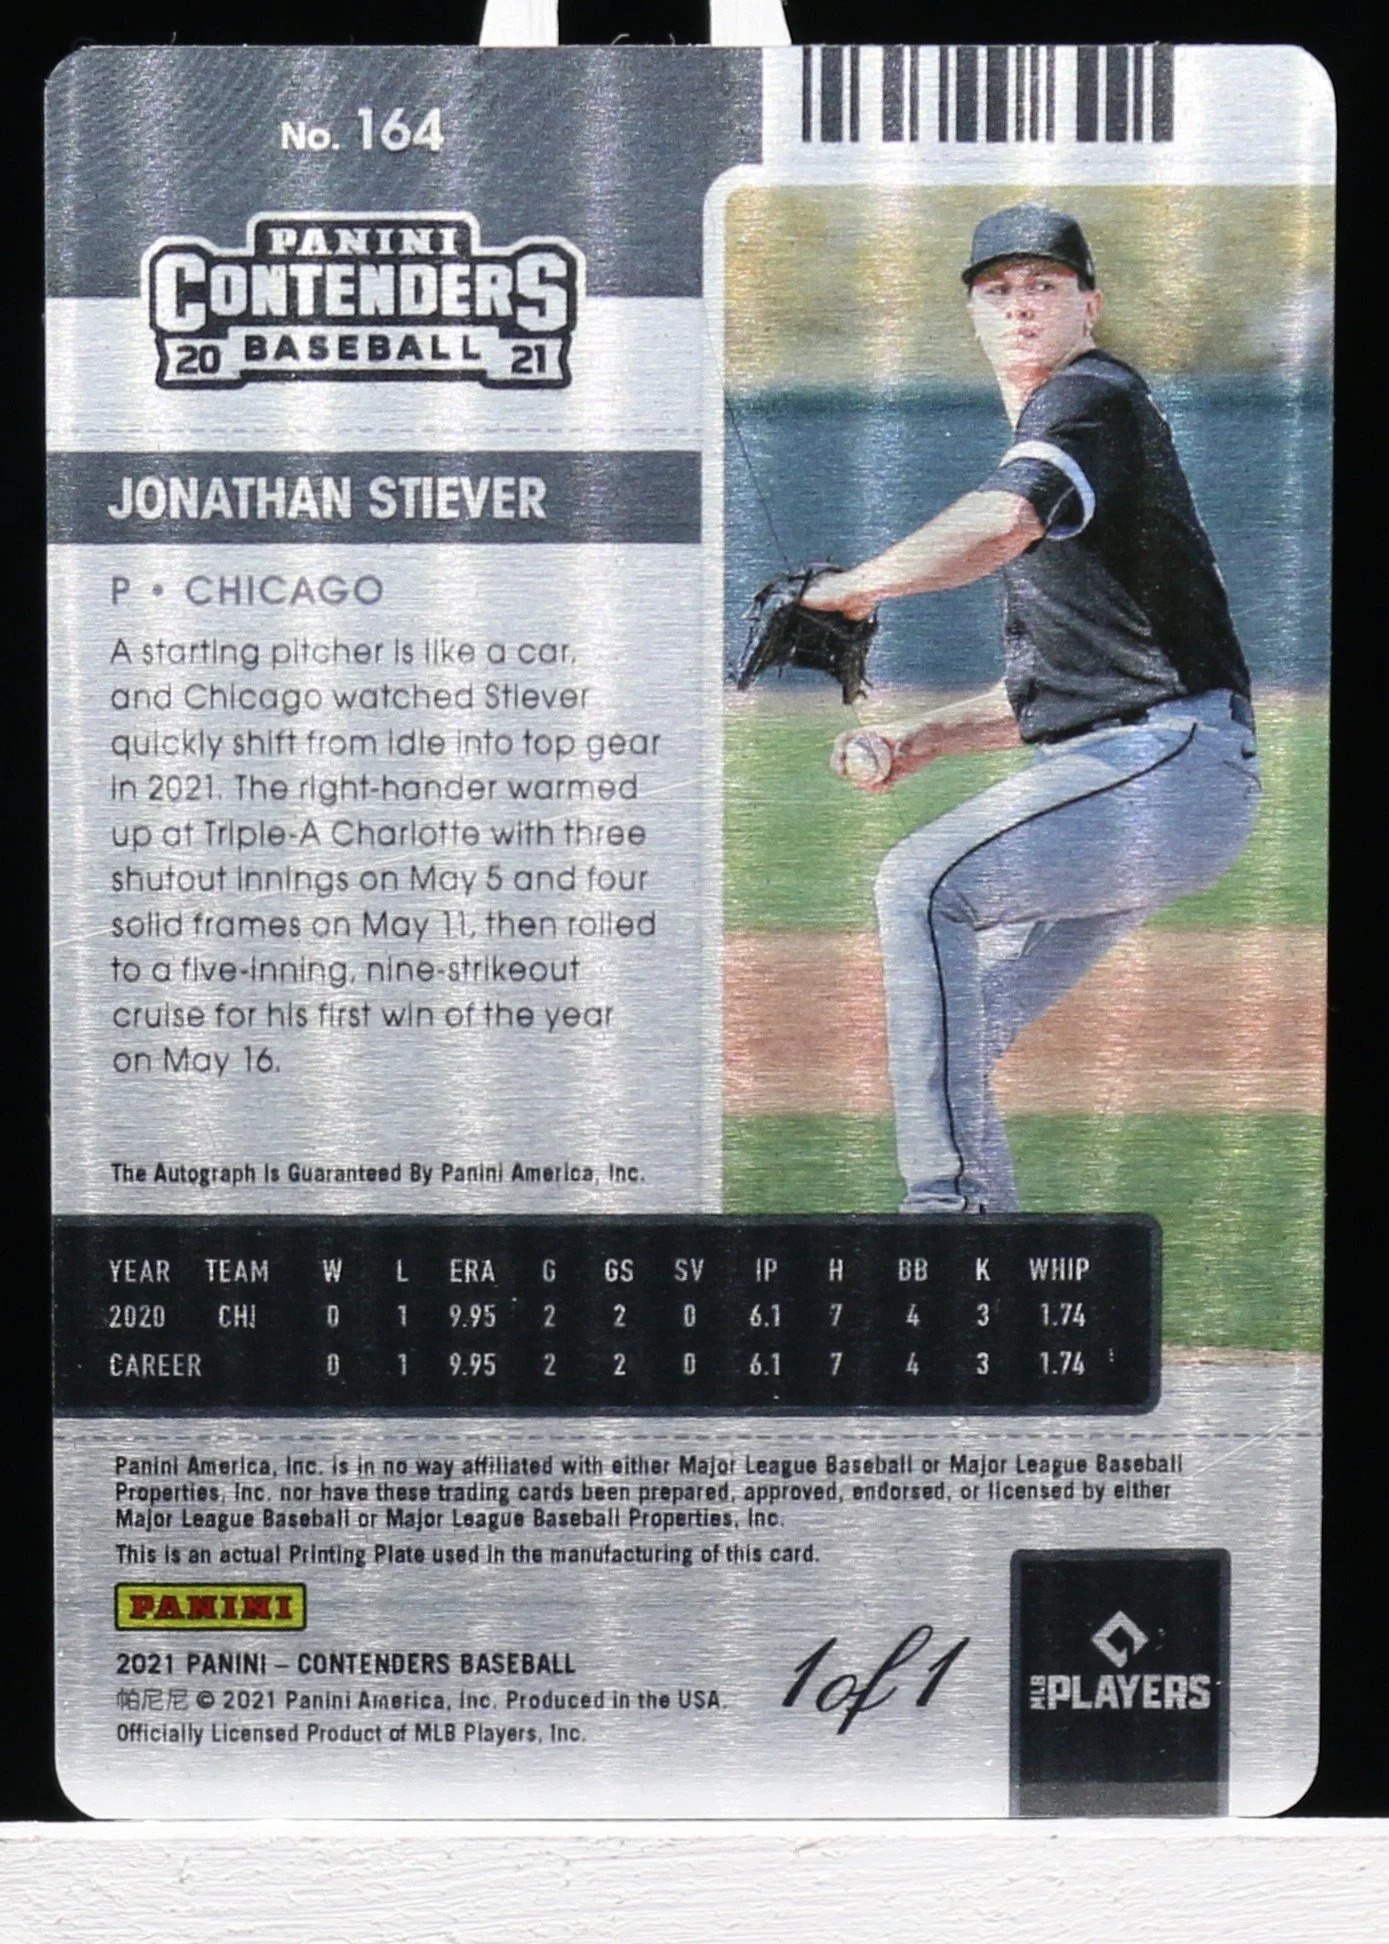 No. 164
PANINI
CONTENDERS
20 BASEBALL 21
JONATHAN STIEVER
P • CHICAGO
A starting pitcher is like a car,
and Chicago watched Stiever
quickly shift from idle into top gear
in 2021. The right-hander warmed
up at Triple-A Charlotte with three
shutout innings on May 5 and four
solid frames on May 11, then rolled
to a five-inning, nine-strikeout
cruise for his first win of the year
on May 16.
The Autograph Is Guaranteed By Panini America, Inc.
YEAR TEAM W L ERA G GS SV IP H BB K WHIP
2020 CHI 0 1 9.95 2 2 0 6.1 7 4 3 1.74
CAREER 0 1 9.95 2 2 0 6.1 7 4 3 1.74
Panini America, Inc. is in no way affiliated with either Major League Baseball or Major League Baseball
Properties, Inc. nor have these trading cards been prepared, approved, endorsed, or licensed by either
Major League Baseball or Major League Baseball Properties, Inc.
This is an actual Printing Plate used in the manufacturing of this card.
PANINI
2021 PANINI – CONTENDERS BASEBALL
帕尼尼 © 2021 Panini America, Inc. Produced in the USA.
Officially Licensed Product of MLB Players, Inc.
1 of 1
MLB PLAYERS